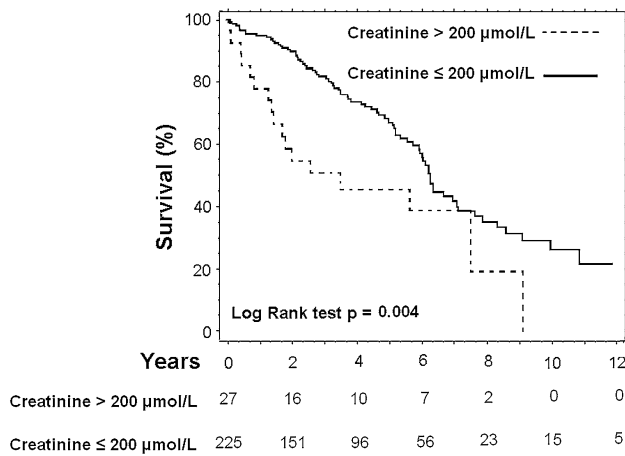 100
80
60
40
20
0
Survival (%)
Creatinine > 200 µmol/L
Creatinine ≤ 200 µmol/L
Log Rank test p = 0.004
Years 0 2 4 6 8 10 12
Creatinine > 200 µmol/L 27 16 10 7 2 0 0
Creatinine ≤ 200 µmol/L 225 151 96 56 23 15 5